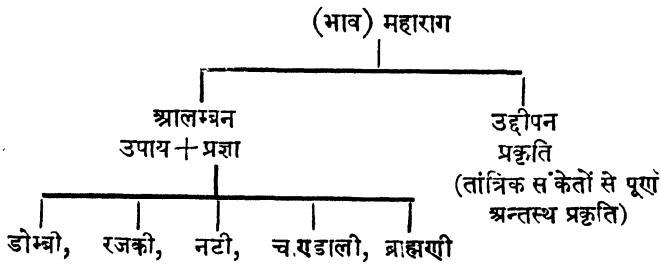 (भाव) महाराग
आलम्बन
उपाय+प्रज्ञा
उद्दीपन
प्रकृति
(तांत्रिक संकेतों से पूर्ण
अन्तस्थ प्रकृति)
डोम्बी, रजकी, नटी, चण्डाली, ब्राह्मणी